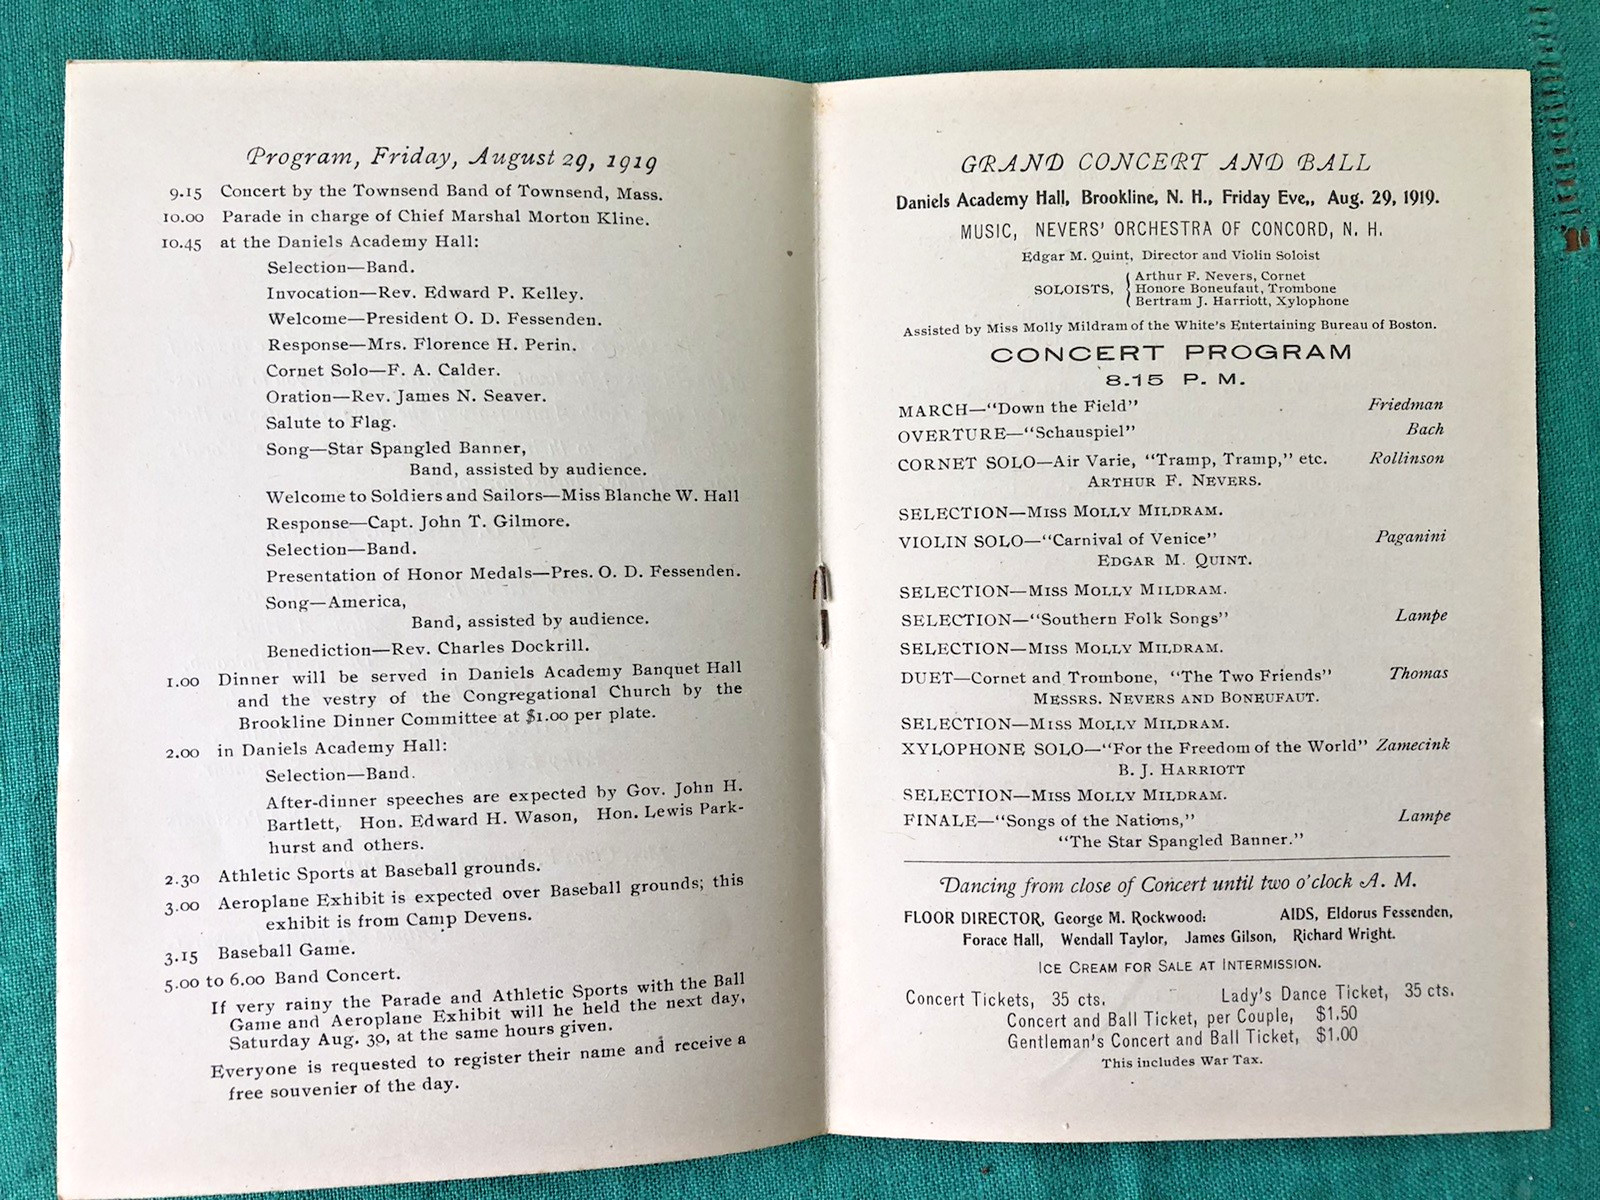 Program, Friday, August 29, 1919
9.15 Concert by the Townsend Band of Townsend, Mass.
10.00 Parade in charge of Chief Marshal Morton Kline.
10.45 at the Daniels Academy Hall:
Selection—Band.
Invocation—Rev. Edward P. Kelley.
Welcome—President O. D. Fessenden.
Response—Mrs. Florence H. Perin.
Cornet Solo—F. A. Calder.
Oration—Rev. James N. Seaver.
Salute to Flag.
Song—Star Spangled Banner,
Band, assisted by audience.
Welcome to Soldiers and Sailors—Miss Blanche W. Hall
Response—Capt. John T. Gilmore.
Selection—Band.
Presentation of Honor Medals—Pres. O. D. Fessenden.
Song—America,
Band, assisted by audience.
Benediction—Rev. Charles Dockrill.
1.00 Dinner will be served in Daniels Academy Banquet Hall
and the vestry of the Congregational Church by the
Brookline Dinner Committee at $1.00 per plate.
2.00 in Daniels Academy Hall:
Selection—Band.
After-dinner speeches are expected by Gov. John H.
Bartlett, Hon. Edward H. Wason, Hon. Lewis Park-
hurst and others.
2.30 Athletic Sports at Baseball grounds.
3.00 Aeroplane Exhibit is expected over Baseball grounds; this
exhibit is from Camp Devens.
3.15 Baseball Game.
5.00 to 6.00 Band Concert.
If very rainy the Parade and Athletic Sports with the Ball
Game and Aeroplane Exhibit will he held the next day,
Saturday Aug. 30, at the same hours given.
Everyone is requested to register their name and receive a
free souvenier of the day.
GRAND CONCERT AND BALL
Daniels Academy Hall, Brookline, N. H., Friday Eve,, Aug. 29, 1919.
MUSIC, NEVERS' ORCHESTRA OF CONCORD, N. H.
Edgar M. Quint, Director and Violin Soloist
SOLOISTS, { Arthur F. Nevers, Cornet
Honore Boneufaut, Trombone
Bertram J. Harriott, Xylophone
Assisted by Miss Molly Mildram of the White's Entertaining Bureau of Boston.
CONCERT PROGRAM
8.15 P. M.
MARCH—"Down the Field" Friedman
OVERTURE—"Schauspiel" Bach
CORNET SOLO—Air Varie, "Tramp, Tramp," etc. Rollinson
ARTHUR F. NEVERS.
SELECTION—MISS MOLLY MILDRAM.
VIOLIN SOLO—"Carnival of Venice" Paganini
EDGAR M. QUINT.
SELECTION—MISS MOLLY MILDRAM.
SELECTION—"Southern Folk Songs" Lampe
SELECTION—MISS MOLLY MILDRAM.
DUET—Cornet and Trombone, "The Two Friends" Thomas
MESSRS. NEVERS AND BONEUFAUT.
SELECTION—MISS MOLLY MILDRAM.
XYLOPHONE SOLO—"For the Freedom of the World" Zamecink
B. J. HARRIOTT
SELECTION—MISS MOLLY MILDRAM.
FINALE—"Songs of the Nations," Lampe
"The Star Spangled Banner."
Dancing from close of Concert until two o'clock A. M.
FLOOR DIRECTOR, George M. Rockwood: AIDS, Eldorus Fessenden,
Forace Hall, Wendall Taylor, James Gilson, Richard Wright.
ICE CREAM FOR SALE AT INTERMISSION.
Concert Tickets, 35 cts. Lady's Dance Ticket, 35 cts.
Concert and Ball Ticket, per Couple, $1.50
Gentleman's Concert and Ball Ticket, $1.00
This includes War Tax.